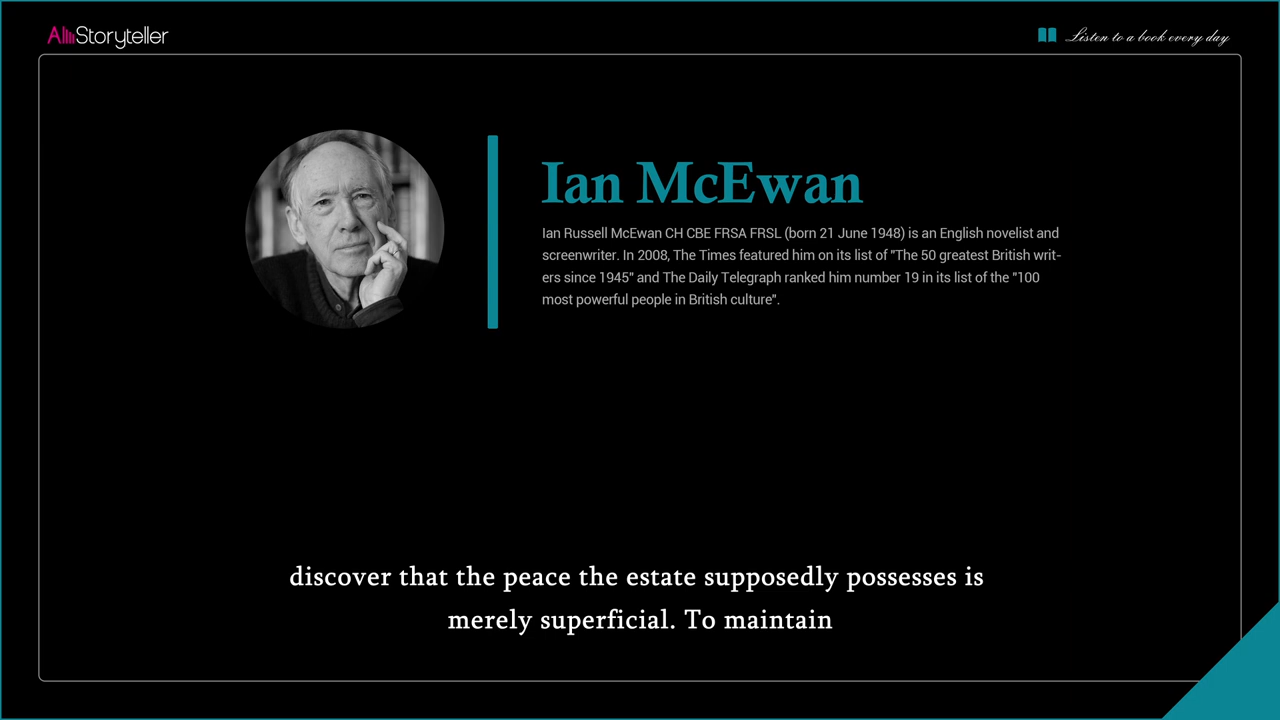 AllStoryteller
Listen to a book every day
Ian McEwan
Ian Russell McEwan CH CBE FRSA FRSL (born 21 June 1948) is an English novelist and
screenwriter. In 2008, The Times featured him on its list of "The 50 greatest British writ-
ers since 1945" and The Daily Telegraph ranked him number 19 in its list of the "100
most powerful people in British culture".
discover that the peace the estate supposedly possesses is
merely superficial. To maintain